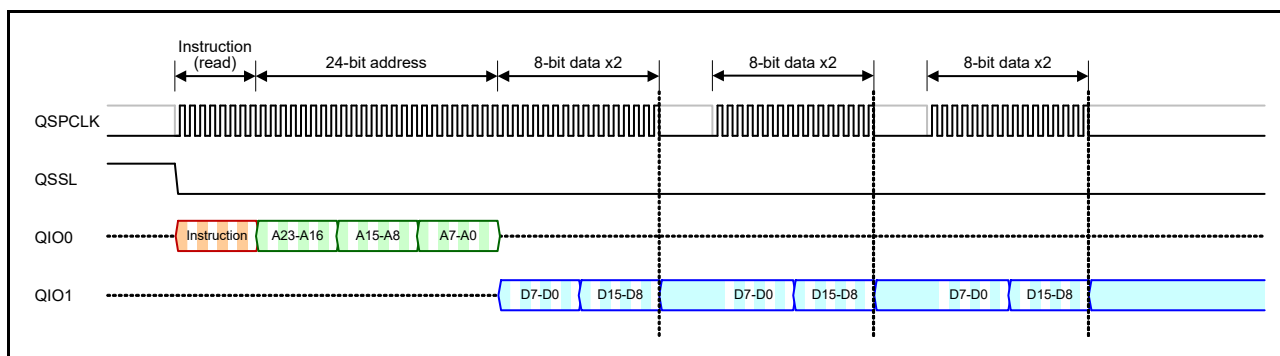 Instruction
(read)
24-bit address
8-bit data x2
8-bit data x2
8-bit data x2
QSPCLK
QSSL
QIO0
Instruction
A23-A16
A15-A8
A7-A0
QIO1
D7-D0
D15-D8
D7-D0
D15-D8
D7-D0
D15-D8